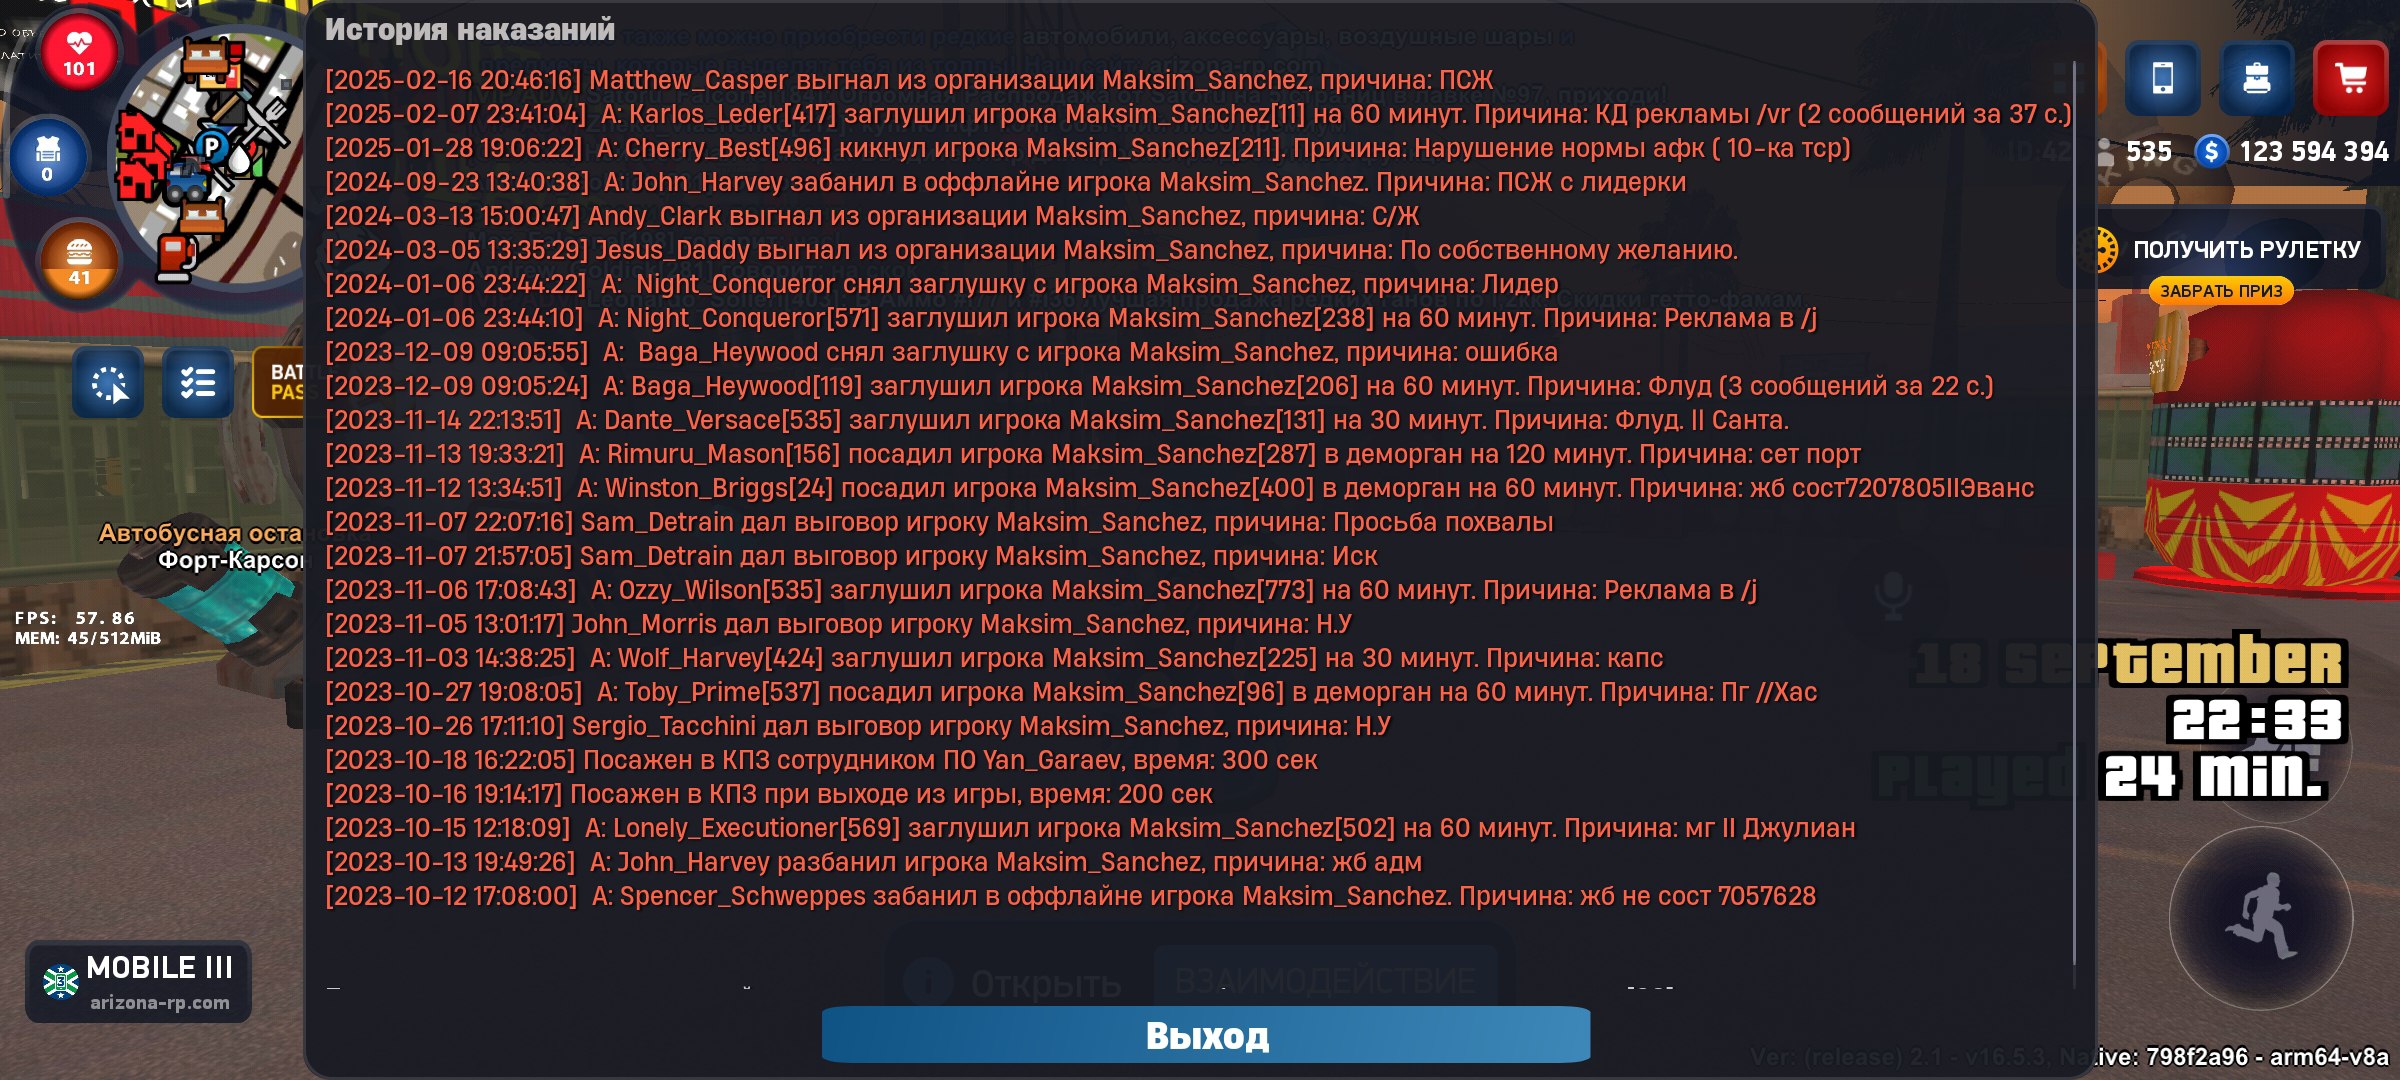 История наказаний
[2025-02-16 20:46:16] Matthew_Casper выгнал из организации Maksim_Sanchez, причина: ПСЖ
[2025-02-07 23:41:04] A: Karlos_Leder[417] заглушил игрока Maksim_Sanchez[11] на 60 минут. Причина: КД рекламы /vr (2 сообщений за 37 с.)
[2025-01-28 19:06:22] A: Cherry_Best[496] кикнул игрока Maksim_Sanchez[211]. Причина: Нарушение нормы афк ( 10-ка тср)
[2024-09-23 13:40:38] A: John_Harvey забанил в оффлайне игрока Maksim_Sanchez. Причина: ПСЖ с лидерки
[2024-03-13 15:00:47] Andy_Clark выгнал из организации Maksim_Sanchez, причина: С/Ж
[2024-03-05 13:35:29] Jesus_Daddy выгнал из организации Maksim_Sanchez, причина: По собственному желанию.
[2024-01-06 23:44:22] A: Night_Conqueror снял заглушку с игрока Maksim_Sanchez, причина: Лидер
[2024-01-06 23:44:10] A: Night_Conqueror[571] заглушил игрока Maksim_Sanchez[238] на 60 минут. Причина: Реклама в /j
[2023-12-09 09:05:55] A: Baga_Heywood снял заглушку с игрока Maksim_Sanchez, причина: ошибка
[2023-12-09 09:05:24] A: Baga_Heywood[119] заглушил игрока Maksim_Sanchez[206] на 60 минут. Причина: Флуд (3 сообщений за 22 с.)
[2023-11-14 22:13:51] A: Dante_Versace[535] заглушил игрока Maksim_Sanchez[131] на 30 минут. Причина: Флуд. || Санта.
[2023-11-13 19:33:21] A: Rimuru_Mason[156] посадил игрока Maksim_Sanchez[287] в деморган на 120 минут. Причина: сет порт
[2023-11-12 13:34:51] A: Winston_Briggs[24] посадил игрока Maksim_Sanchez[400] в деморган на 60 минут. Причина: жб сост7207805||Эванс
[2023-11-07 22:07:16] Sam_Detrain дал выговор игроку Maksim_Sanchez, причина: Просьба похвалы
[2023-11-07 21:57:05] Sam_Detrain дал выговор игроку Maksim_Sanchez, причина: Иск
[2023-11-06 17:08:43] A: Ozzy_Wilson[535] заглушил игрока Maksim_Sanchez[773] на 60 минут. Причина: Реклама в /j
[2023-11-05 13:01:17] John_Morris дал выговор игроку Maksim_Sanchez, причина: Н.У
[2023-11-03 14:38:25] A: Wolf_Harvey[424] заглушил игрока Maksim_Sanchez[225] на 30 минут. Причина: капс
[2023-10-27 19:08:05] A: Toby_Prime[537] посадил игрока Maksim_Sanchez[96] в деморган на 60 минут. Причина: Пг //Хас
[2023-10-26 17:11:10] Sergio_Tacchini дал выговор игроку Maksim_Sanchez, причина: Н.У
[2023-10-18 16:22:05] Посажен в КПЗ сотрудником ПО Yan_Garaev, время: 300 сек
[2023-10-16 19:14:17] Посажен в КПЗ при выходе из игры, время: 200 сек
[2023-10-15 12:18:09] A: Lonely_Executioner[569] заглушил игрока Maksim_Sanchez[502] на 60 минут. Причина: мг || Джулиан
[2023-10-13 19:49:26] A: John_Harvey разбанил игрока Maksim_Sanchez, причина: жб адм
[2023-10-12 17:08:00] A: Spencer_Schweppes забанил в оффлайне игрока Maksim_Sanchez. Причина: жб не сост 7057628
Открыть ВЗАИМОДЕЙСТВИЕ
Выход
101
0
41
P
BATTLE
PASS
Автобусная остановка
Форт-Карсон
FPS: 57.86
MEM: 45/512MiB
MOBILE III
arizona-rp.com
535
$ 123 594 394
ПОЛУЧИТЬ РУЛЕТКУ
ЗАБРАТЬ ПРИЗ
18 September
22:33
Played 24 min.
Ver: (release) 2.1 - v16.5.3, Native: 798f2a96 - arm64-v8a